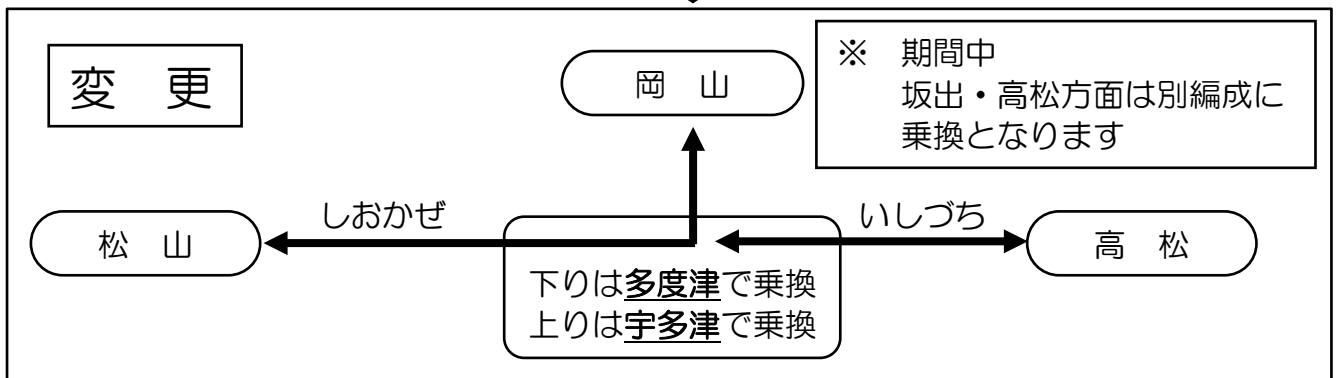 変 更
岡 山
※ 期間中
坂出・高松方面は別編成に
乗換となります
しおかぜ
いしづち
松 山
高 松
下りは多度津で乗換
上りは宇多津で乗換